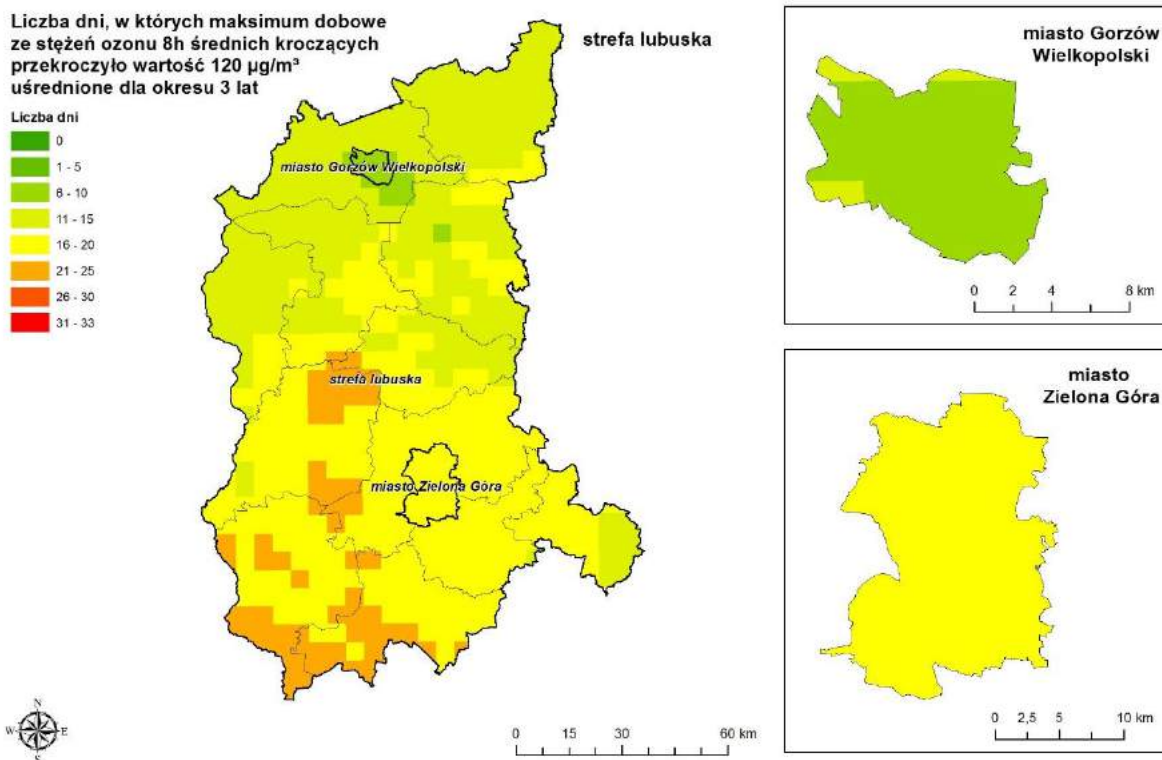 Liczba dni, w których maksimum dobowe
ze stężeń ozonu 8h średnich kroczących
przekroczyło wartość 120 µg/m³
uśrednione dla okresu 3 lat
Liczba dni
0
1 - 5
6 - 10
11 - 15
16 - 20
21 - 25
26 - 30
31 - 33
strefa lubuska
miasto Gorzów Wielkopolski
strefa lubuska
miasto Zielona Góra
N
W E
S
0 15 30 60 km
miasto Gorzów
Wielkopolski
0 2 4 8 km
miasto
Zielona Góra
0 2,5 5 10 km